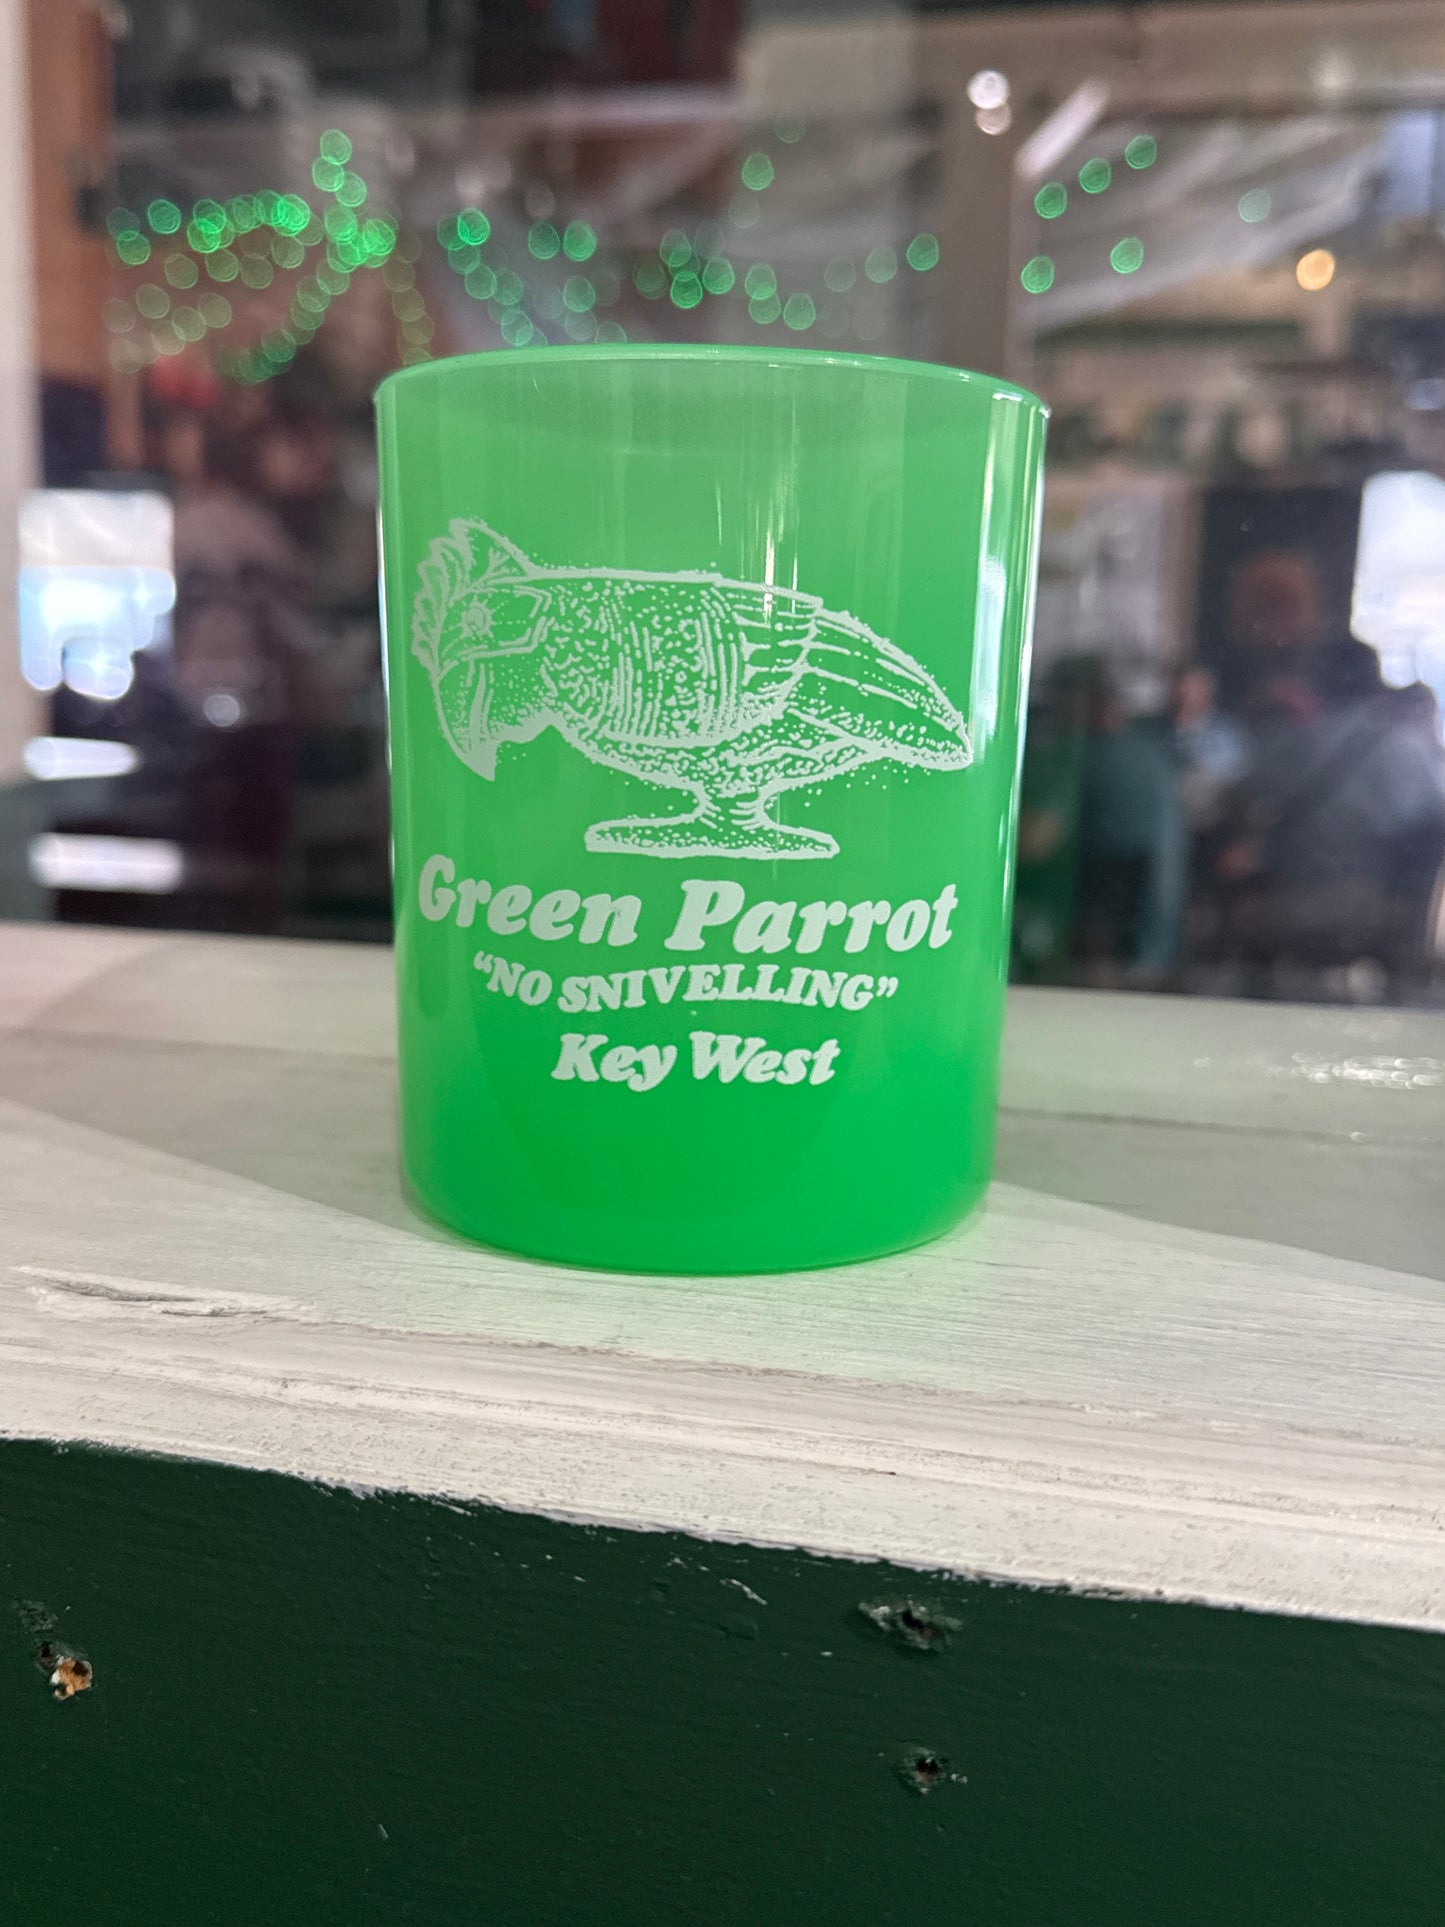 Green Parrot
“NO SNIVELLING”
Key West